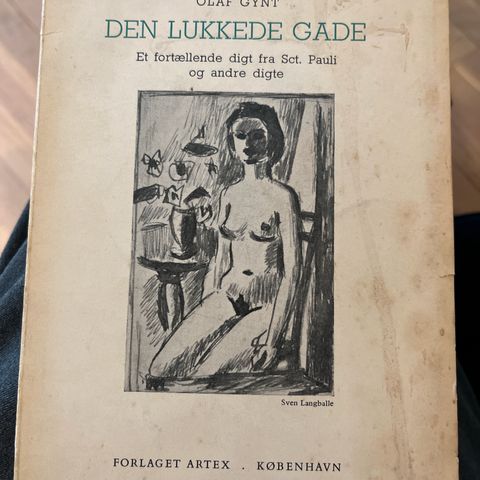 OLAF GYNT
DEN LUKKEDE GADE
Et fortællende digt fra Sct. Pauli
og andre digte
Sven Langballe
FORLAGET ARTEX . KØBENHAVN